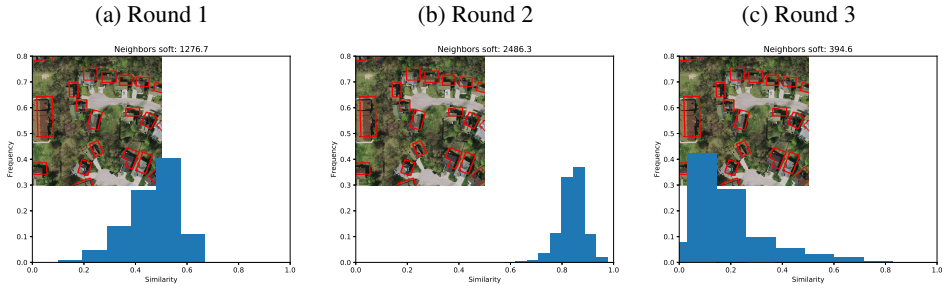 (a) Round 1
(b) Round 2
(c) Round 3
Neighbors soft: 1276.7
0.8
0.7
0.6
0.5
0.4
0.3
0.2
0.1
0.0
Frequency
0.0 0.2 0.4 0.6 0.8 1.0
Similarity
Neighbors soft: 2486.3
0.8
0.7
0.6
0.5
0.4
0.3
0.2
0.1
0.0
Frequency
0.0 0.2 0.4 0.6 0.8 1.0
Similarity
Neighbors soft: 394.6
0.8
0.7
0.6
0.5
0.4
0.3
0.2
0.1
0.0
Frequency
0.0 0.2 0.4 0.6 0.8 1.0
Similarity